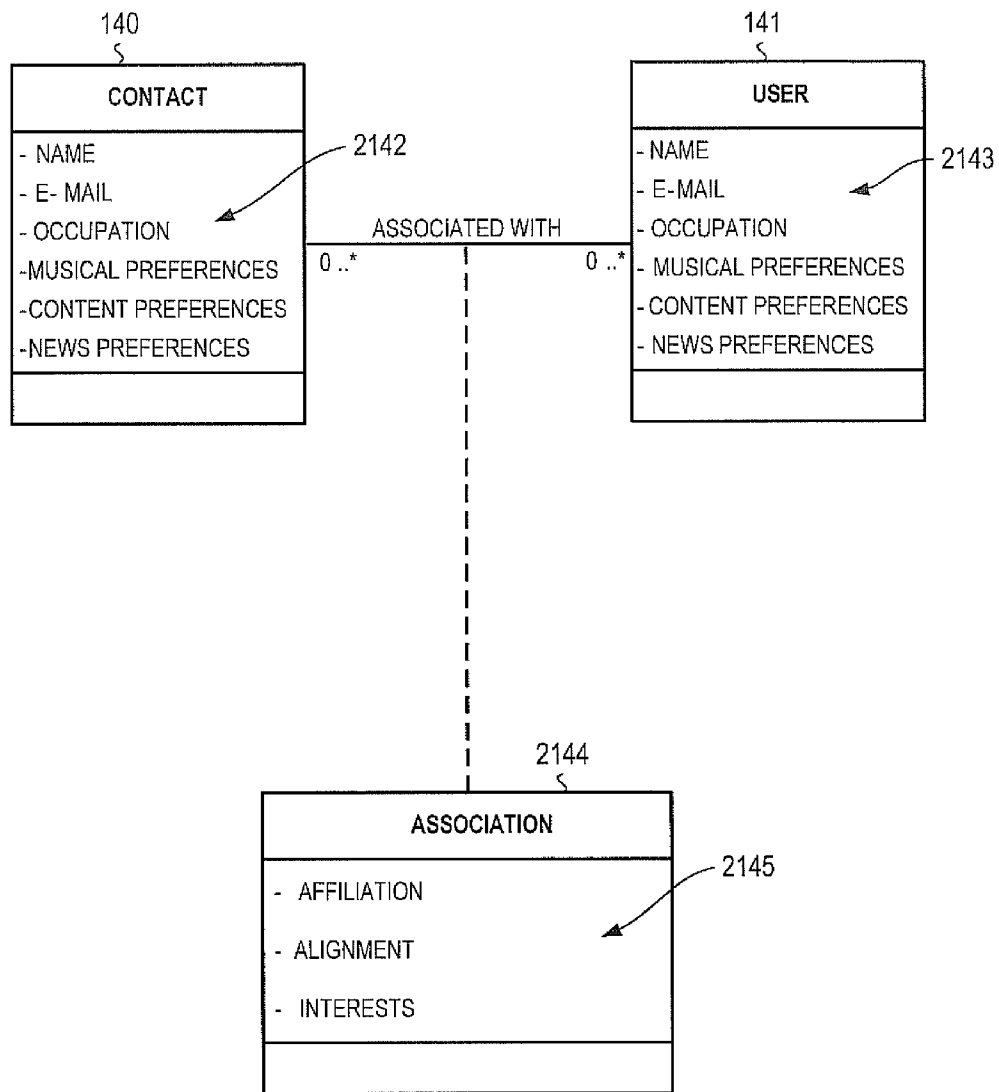 140
CONTACT
- NAME
- E- MAIL
- OCCUPATION
-MUSICAL PREFERENCES
-CONTENT PREFERENCES
-NEWS PREFERENCES
2142
ASSOCIATED WITH
0 ..*
0 ..*
141
USER
- NAME
- E-MAIL
- OCCUPATION
- MUSICAL PREFERENCES
- CONTENT PREFERENCES
- NEWS PREFERENCES
2143
2144
ASSOCIATION
- AFFILIATION
- ALIGNMENT
- INTERESTS
2145